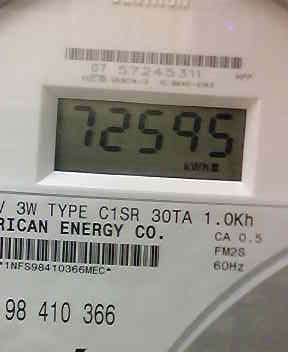 07 57245311
72595
kWh
V 3W TYPE C1SR 30TA 1.0Kh
RICAN ENERGY CO.
CA 0.5
FM2S
60Hz
*1NFS98410366MEC*
98 410 366